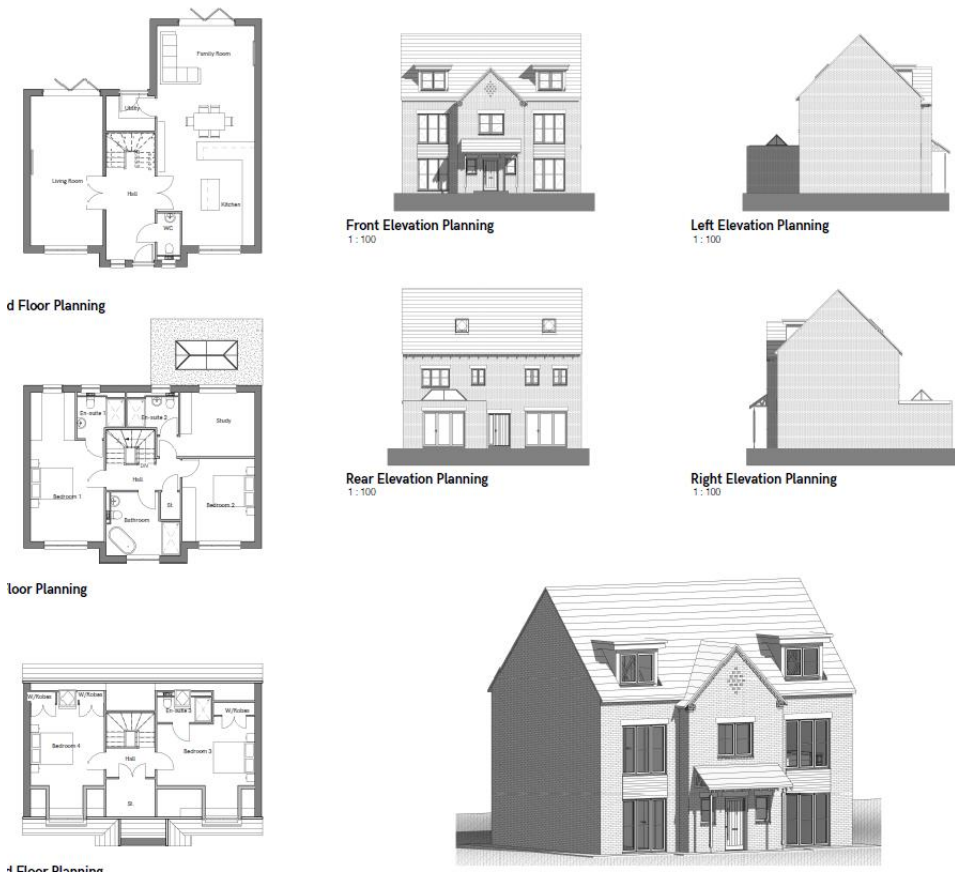 Family Room
Utility
Living Room
Hall
Kitchen
WC
d Floor Planning
En-suite 1
En-suite 2
Study
Hall
Bedroom 1
St
Bedroom 2
Bathroom
loor Planning
W/Robes
W/Robes
En-suite 3
W/Robes
Bedroom 4
Bedroom 3
Hall
St
d Floor Planning
Front Elevation Planning
1 : 100
Left Elevation Planning
1 : 100
Rear Elevation Planning
1 : 100
Right Elevation Planning
1 : 100